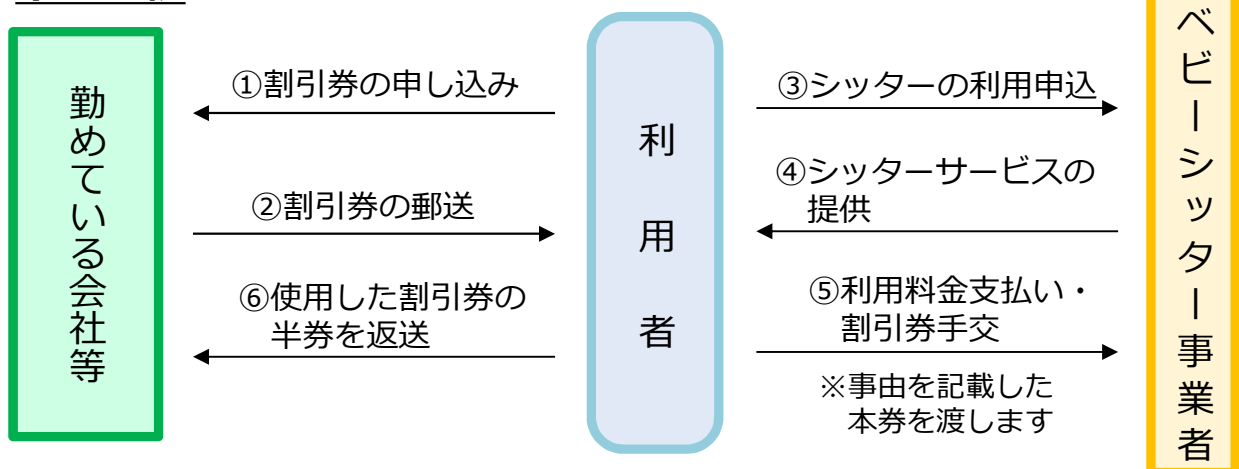 勤めている会社等
①割引券の申し込み
②割引券の郵送
⑥使用した割引券の
半券を返送
利用者
③シッターの利用申込
④シッターサービスの
提供
⑤利用料金支払い・
割引券手交
※事由を記載した
本券を渡します
ベビーシッター事業者